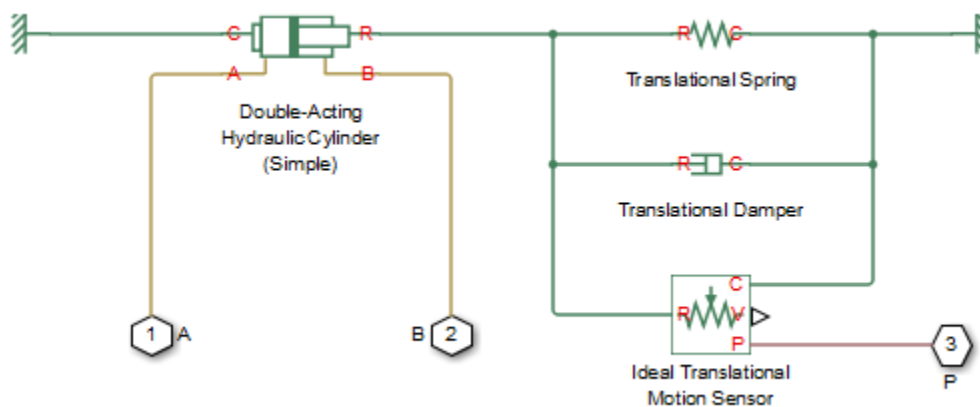 C R R C
A B
Translational Spring
Double-Acting
Hydraulic Cylinder
(Simple)
R C
Translational Damper
C
R V
P
1 A
B 2
3
P
Ideal Translational
Motion Sensor